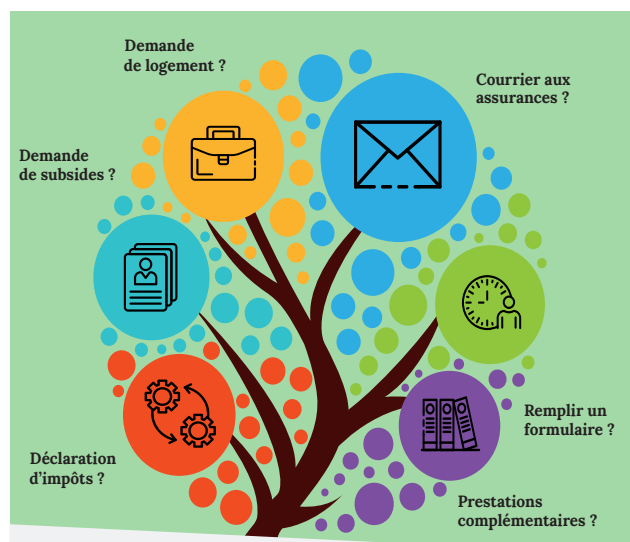 Demande
de logement ?
Courrier aux
assurances ?
Demande
de subsides ?
Remplir un
formulaire ?
Déclaration
d’impôts ?
Prestations
complémentaires ?